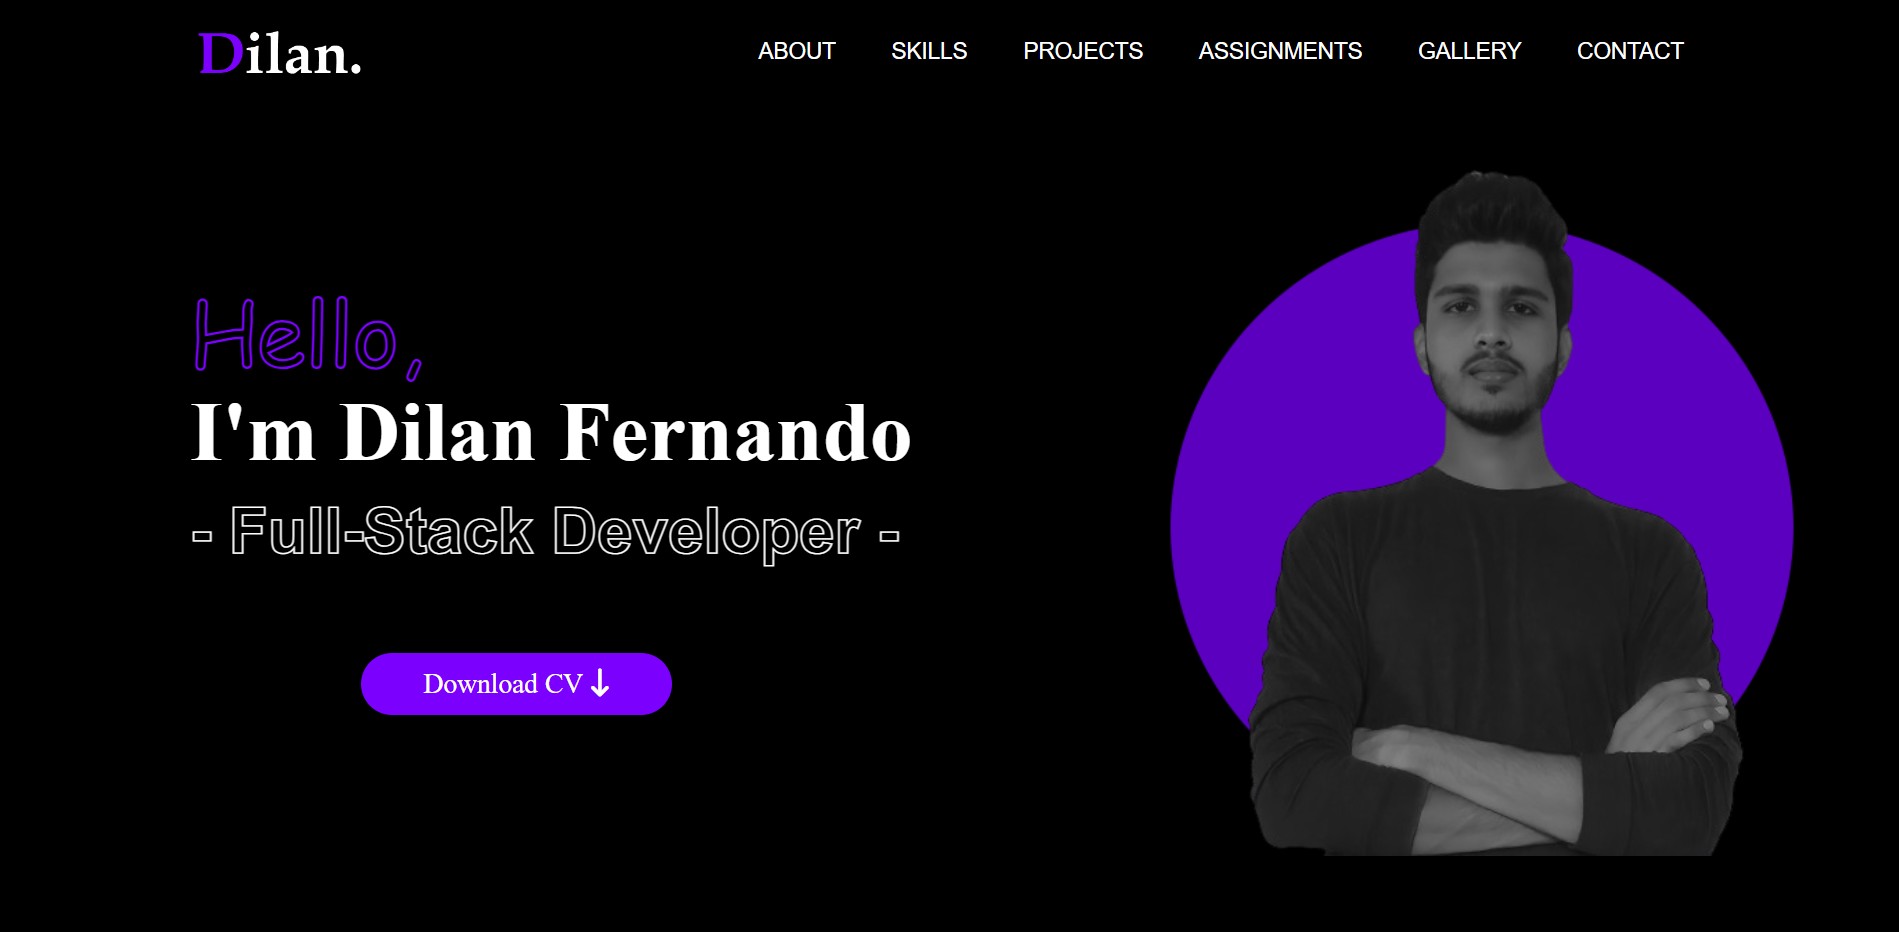 Dilan.
ABOUT SKILLS PROJECTS ASSIGNMENTS GALLERY CONTACT
Hello,
I'm Dilan Fernando
- Full-Stack Developer -
Download CV